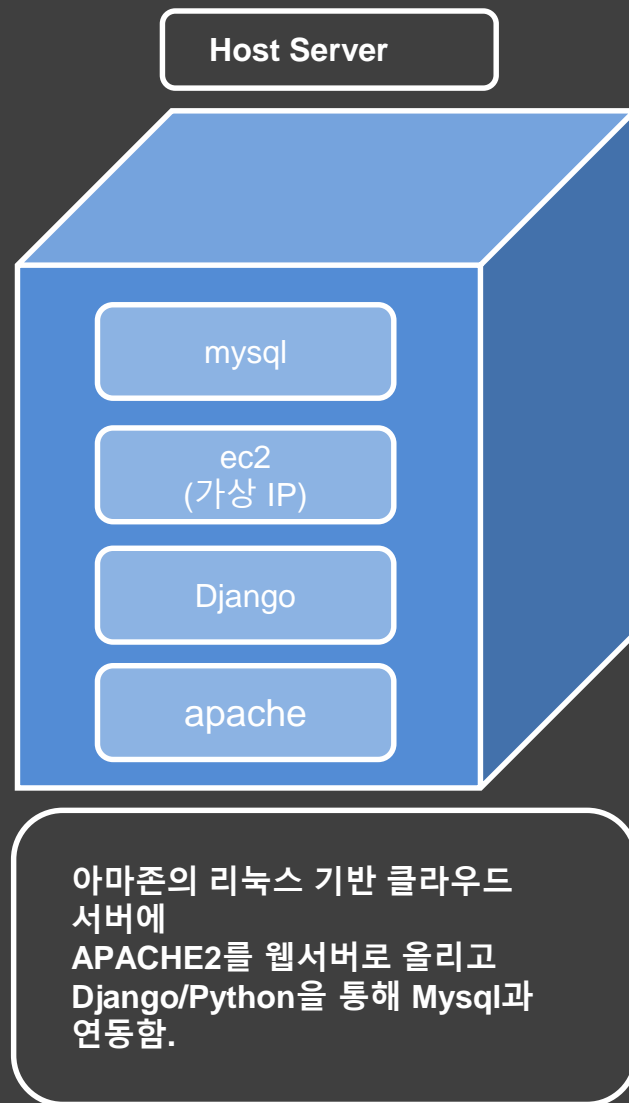 Host Server
mysql
ec2
(가상 IP)
Django
apache
아마존의 리눅스 기반 클라우드
서버에
APACHE2를 웹서버로 올리고
Django/Python을 통해 Mysql과
연동함.